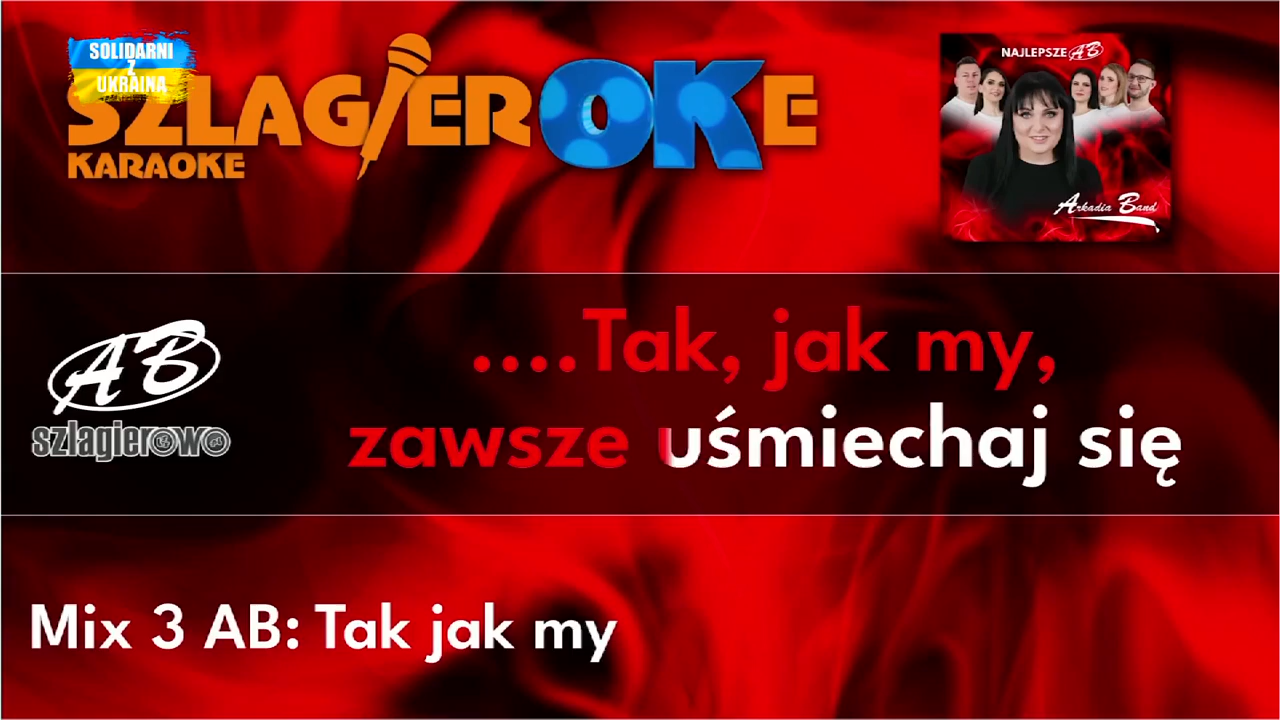 SOLIDARNI
Z
UKRAINĄ
SZLAGIEROKE
KARAOKE
NAJLEPSZE AB
Arkadia Band
AB
szlagierowo
....Tak, jak my,
zawsze uśmiechaj się
Mix 3 AB: Tak jak my